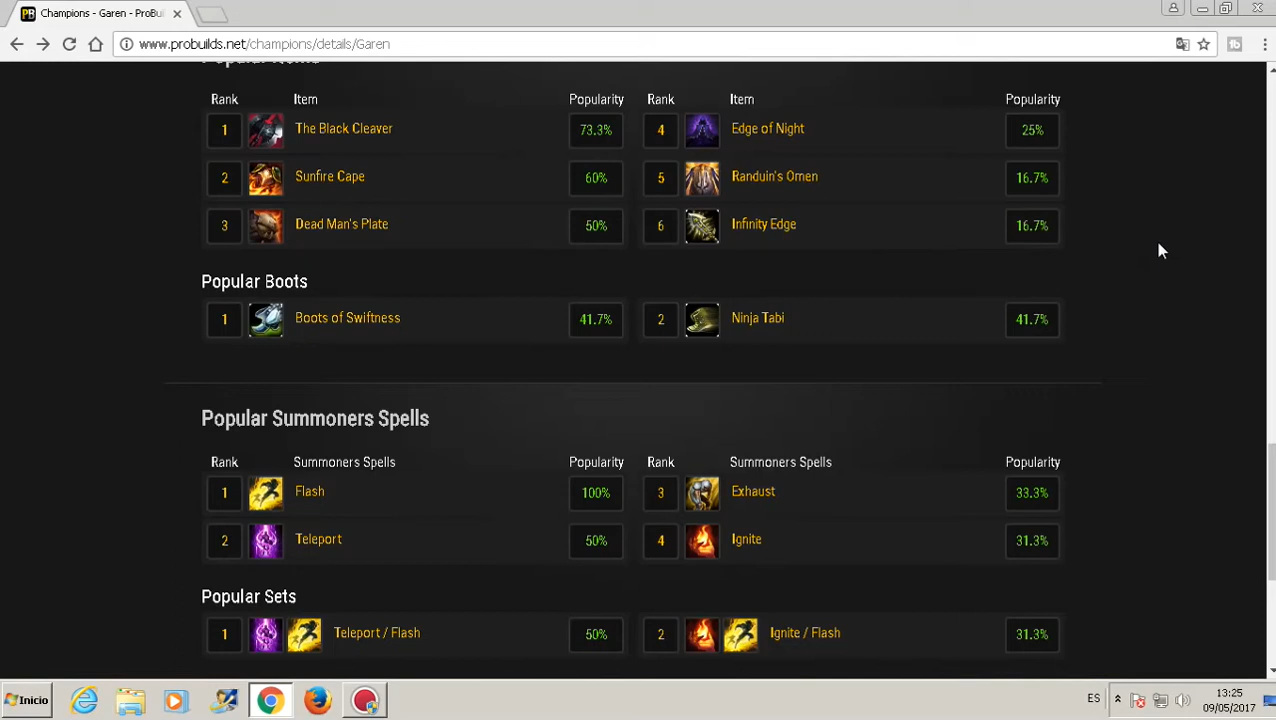 Champions - Garen - ProBuil
www.probuilds.net/champions/details/Garen
Popular Items
Rank Item Popularity Rank Item Popularity
1 The Black Cleaver 73.3% 4 Edge of Night 25%
2 Sunfire Cape 60% 5 Randuin's Omen 16.7%
3 Dead Man's Plate 50% 6 Infinity Edge 16.7%
Popular Boots
1 Boots of Swiftness 41.7% 2 Ninja Tabi 41.7%
Popular Summoners Spells
Rank Summoners Spells Popularity Rank Summoners Spells Popularity
1 Flash 100% 3 Exhaust 33.3%
2 Teleport 50% 4 Ignite 31.3%
Popular Sets
1 Teleport / Flash 50% 2 Ignite / Flash 31.3%
Inicio
ES
13:25
09/05/2017